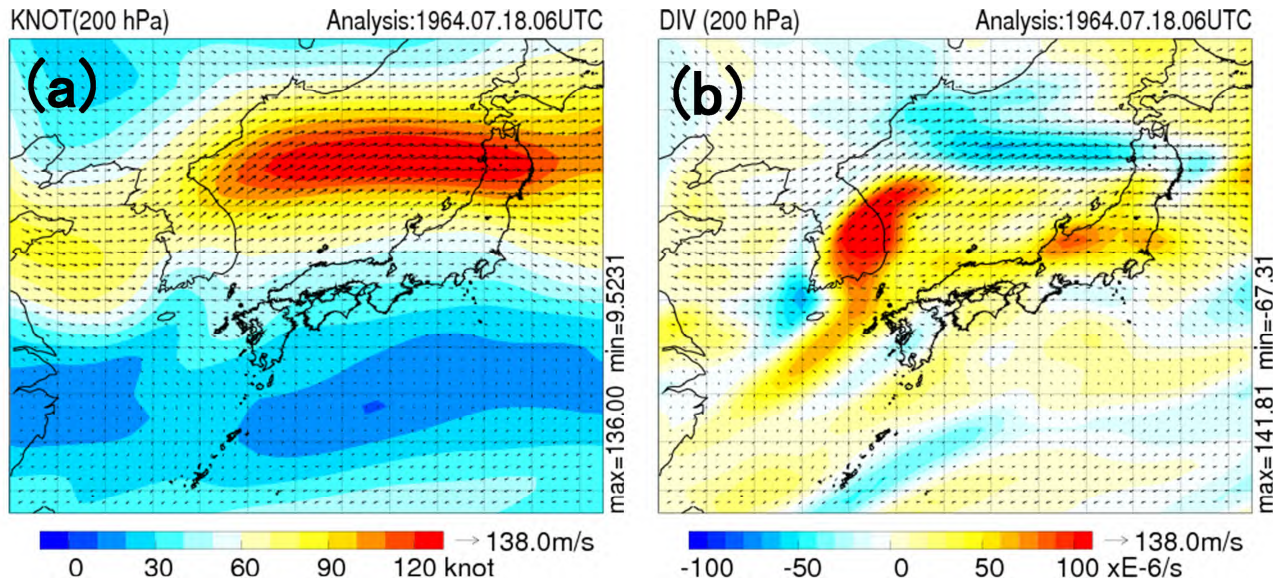 KNOT(200 hPa) Analysis:1964.07.18.06UTC
(a)
max=136.00 min=9.5231
0 30 60 90 120 knot → 138.0m/s
DIV (200 hPa) Analysis:1964.07.18.06UTC
(b)
max=141.81 min=-67.31
-100 -50 0 50 100 xE-6/s → 138.0m/s